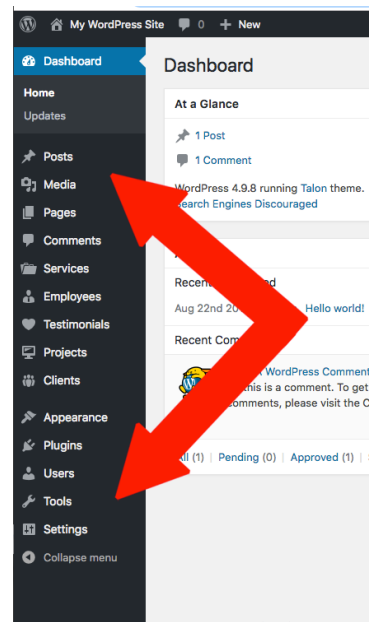 My WordPress Site 0 + New
Dashboard
Home
Updates
Posts
Media
Pages
Comments
Services
Employees
Testimonials
Projects
Clients
Appearance
Plugins
Users
Tools
Settings
Collapse menu
Dashboard
At a Glance
1 Post
1 Comment
WordPress 4.9.8 running Talon theme.
Search Engines Discouraged
Aug 22nd Hello world!
Recent
WordPress Comment
this is a comment. To get
comments, please visit the C
(1) | Pending (0) | Approved (1) |